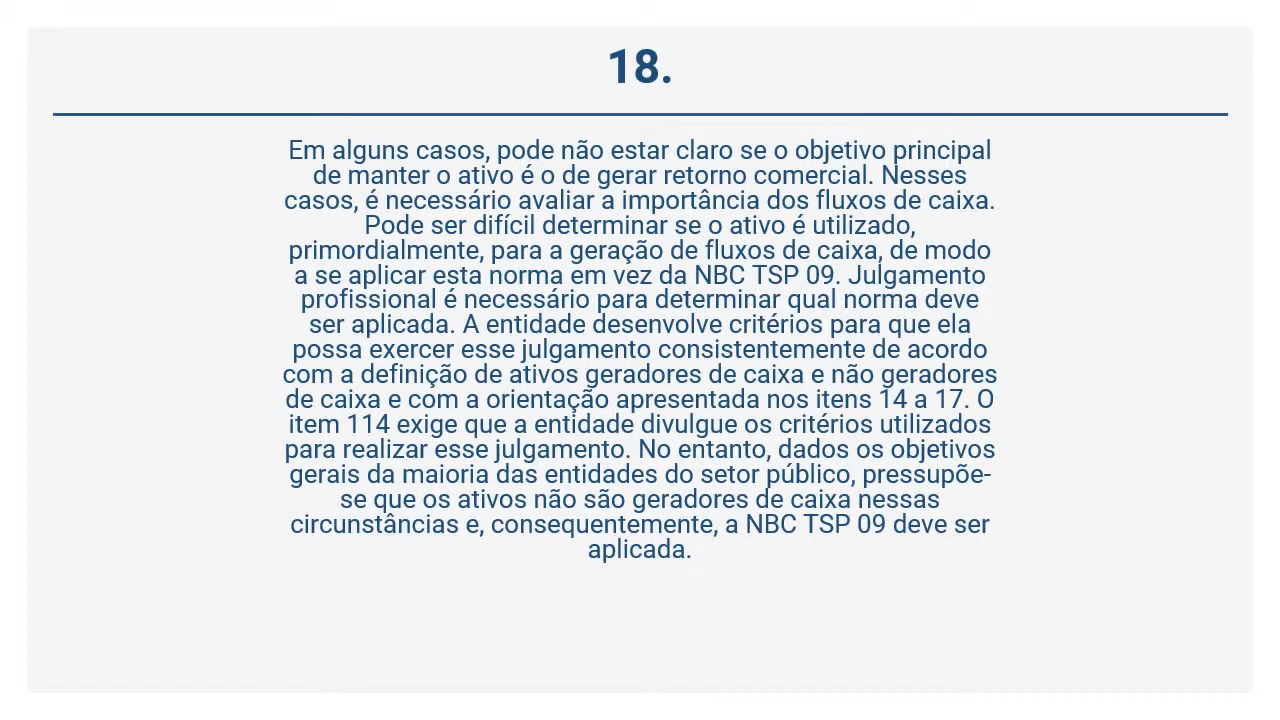 18.
Em alguns casos, pode não estar claro se o objetivo principal
de manter o ativo é o de gerar retorno comercial. Nesses
casos, é necessário avaliar a importância dos fluxos de caixa.
Pode ser difícil determinar se o ativo é utilizado,
primordialmente, para a geração de fluxos de caixa, de modo
a se aplicar esta norma em vez da NBC TSP 09. Julgamento
profissional é necessário para determinar qual norma deve
ser aplicada. A entidade desenvolve critérios para que ela
possa exercer esse julgamento consistentemente de acordo
com a definição de ativos geradores de caixa e não geradores
de caixa e com a orientação apresentada nos itens 14 a 17. O
item 114 exige que a entidade divulgue os critérios utilizados
para realizar esse julgamento. No entanto, dados os objetivos
gerais da maioria das entidades do setor público, pressupõe-
se que os ativos não são geradores de caixa nessas
circunstâncias e, consequentemente, a NBC TSP 09 deve ser
aplicada.